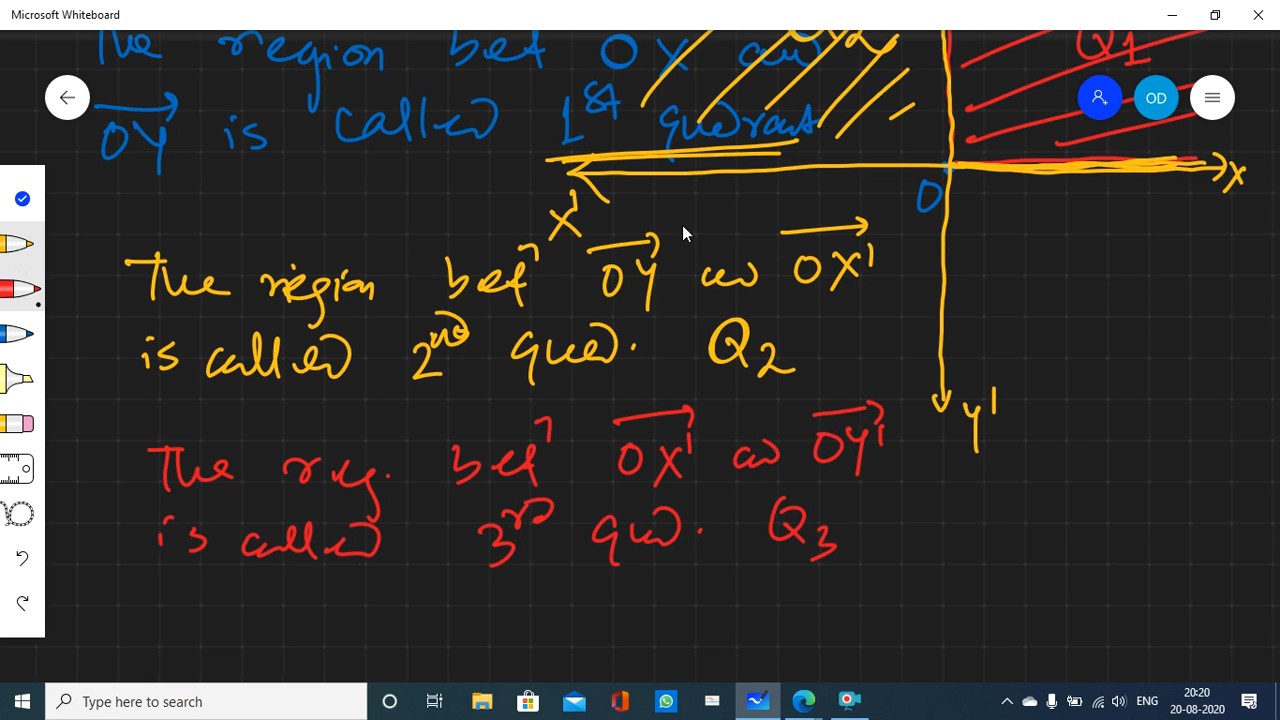 Microsoft Whiteboard
The region bet OX and
OY is called 1st quadrant
Q1
OD
X
O
X'
The region bet OY and OX'
is called 2nd quad. Q2
Y'
The reg. bet OX' and OY'
is called 3rd quad. Q3
Type here to search
ENG
20:20
20-08-2020